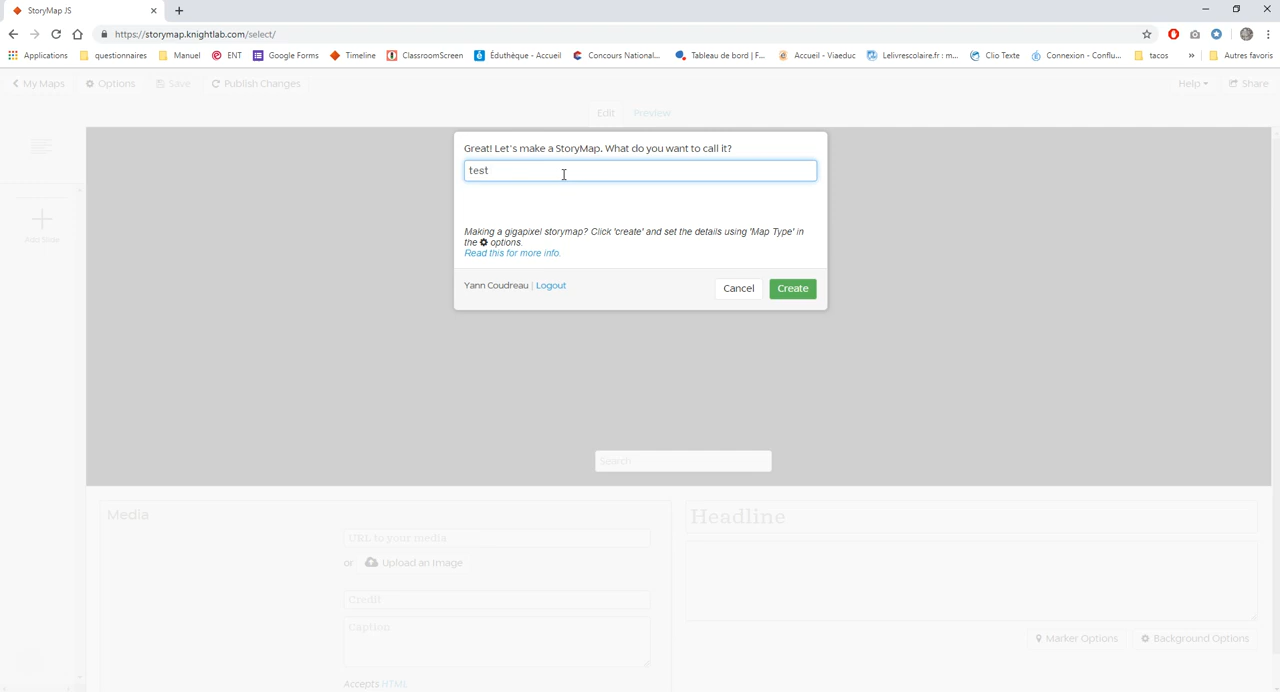 StoryMap JS
https://storymap.knightlab.com/select/
Applications questionnaires Manuel ENT Google Forms Timeline ClassroomScreen Éduthèque - Accueil Concours National... Tableau de bord | F... Accueil - Viaeduc Lelivrescolaire.fr : m... Clio Texte Connexion - Conflu... tacos » Autres favoris
My Maps Options Save Publish Changes Help Share
Edit Preview
Great! Let's make a StoryMap. What do you want to call it?
test
Add Slide
Making a gigapixel storymap? Click 'create' and set the details using 'Map Type' in
the options.
Read this for more info.
Yann Coudreau | Logout Cancel Create
Search
Media
Headline
URL to your media
or Upload an Image
Credit
Caption
Marker Options Background Options
Accepts HTML